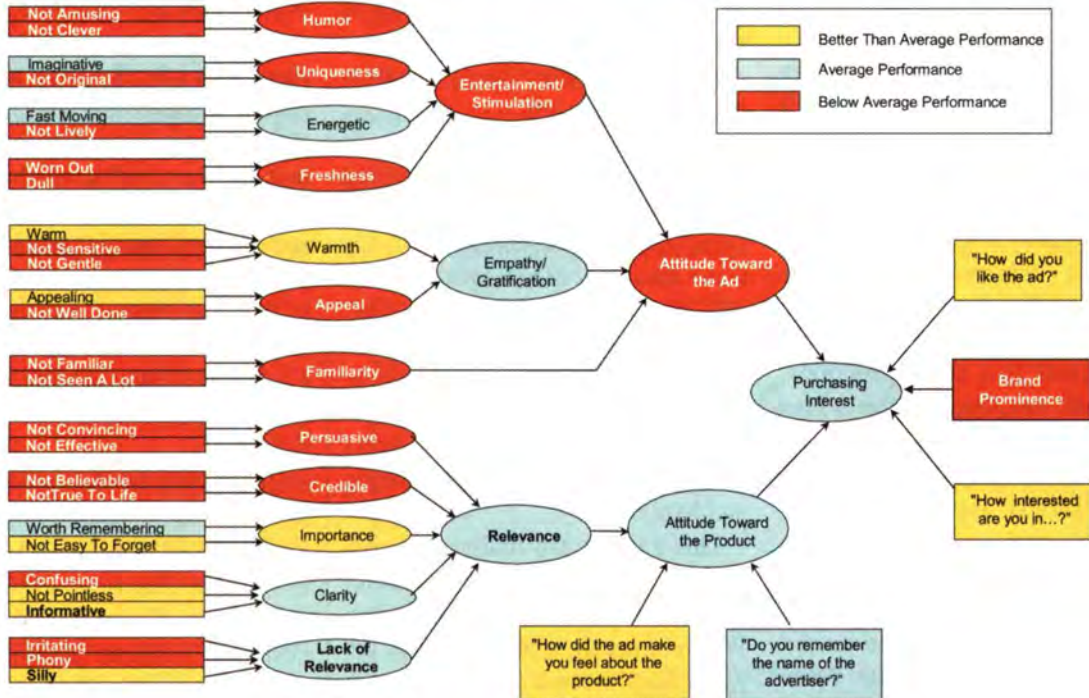 Not Amusing
Not Clever
Humor
Imaginative
Not Original
Uniqueness
Fast Moving
Not Lively
Energetic
Worn Out
Dull
Freshness
Entertainment/
Stimulation
Better Than Average Performance
Average Performance
Below Average Performance
Warm
Not Sensitive
Not Gentle
Warmth
Appealing
Not Well Done
Appeal
Empathy/
Gratification
Not Familiar
Not Seen A Lot
Familiarity
Attitude Toward
the Ad
Not Convincing
Not Effective
Persuasive
Not Believable
NotTrue To Life
Credible
Worth Remembering
Not Easy To Forget
Importance
Confusing
Not Pointless
Informative
Clarity
Irritating
Phony
Silly
Lack of
Relevance
Relevance
Attitude Toward
the Product
"How did the ad make
you feel about the
product?"
"Do you remember
the name of the
advertiser?"
Purchasing
Interest
"How did you
like the ad?"
Brand
Prominence
"How interested
are you in...?"